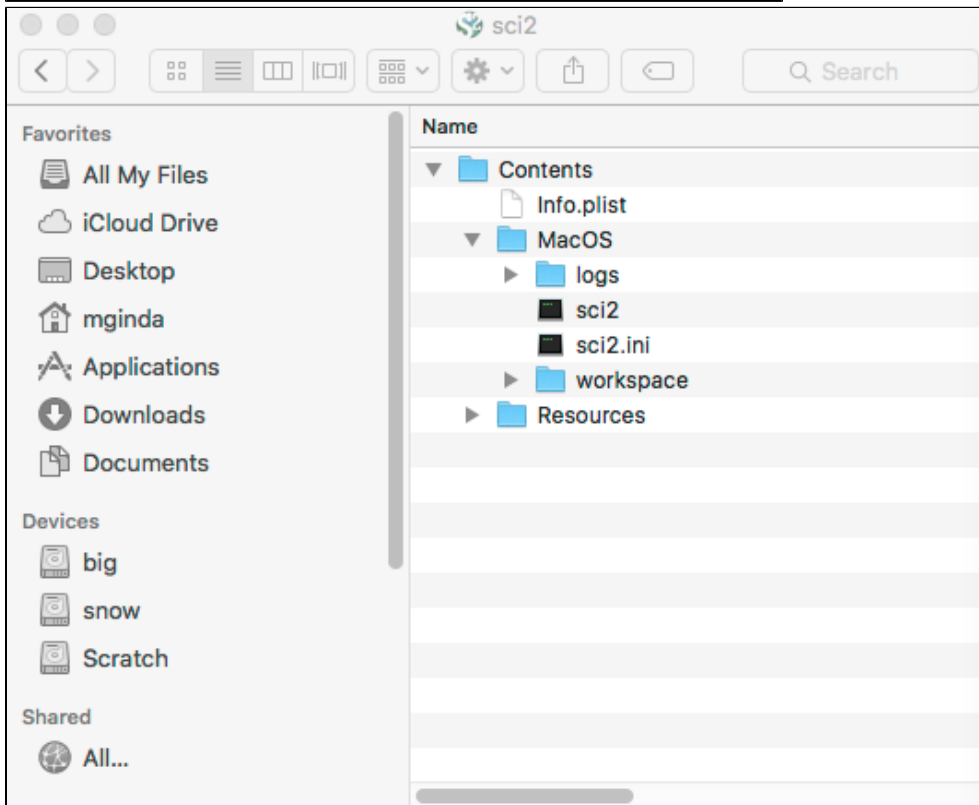 sci2
Search
Favorites
All My Files
iCloud Drive
Desktop
mginda
Applications
Downloads
Documents
Devices
big
snow
Scratch
Shared
All...
Name
Contents
Info.plist
MacOS
logs
sci2
sci2.ini
workspace
Resources